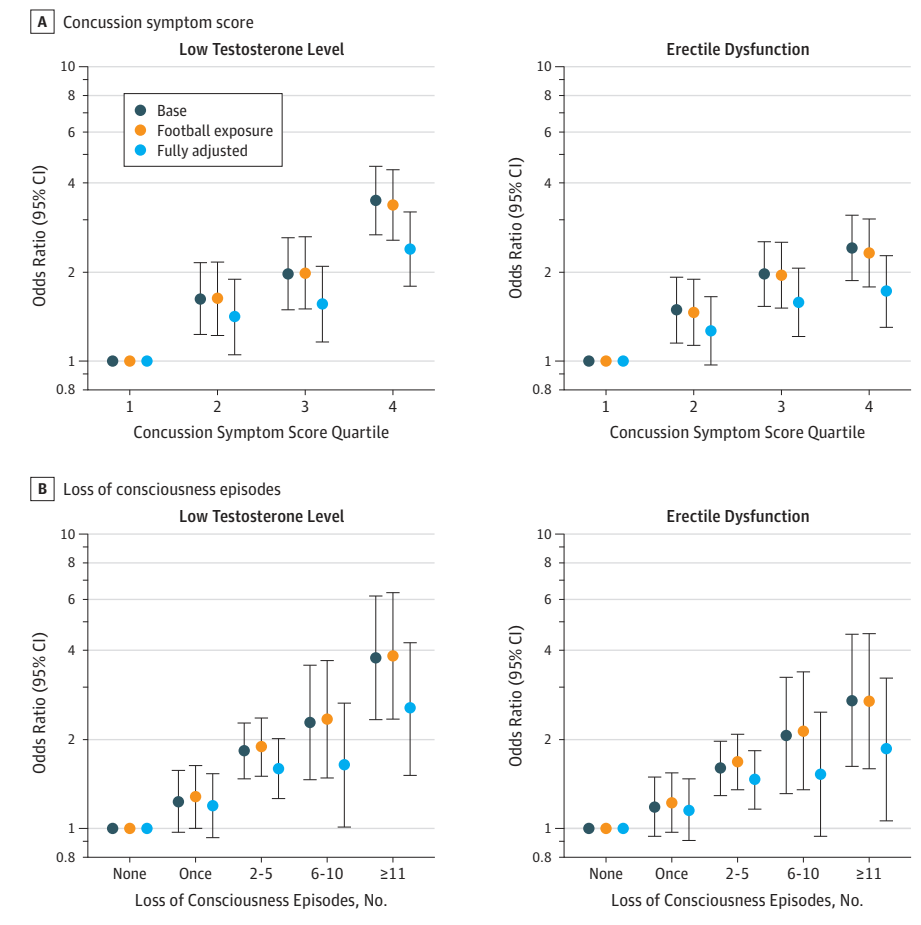 A Concussion symptom score
Low Testosterone Level
Odds Ratio (95% CI)
10
8
6
4
2
1
0.8
Base
Football exposure
Fully adjusted
1 2 3 4
Concussion Symptom Score Quartile
Erectile Dysfunction
Odds Ratio (95% CI)
10
8
6
4
2
1
0.8
1 2 3 4
Concussion Symptom Score Quartile
B Loss of consciousness episodes
Low Testosterone Level
Odds Ratio (95% CI)
10
8
6
4
2
1
0.8
None Once 2-5 6-10 ≥11
Loss of Consciousness Episodes, No.
Erectile Dysfunction
Odds Ratio (95% CI)
10
8
6
4
2
1
0.8
None Once 2-5 6-10 ≥11
Loss of Consciousness Episodes, No.